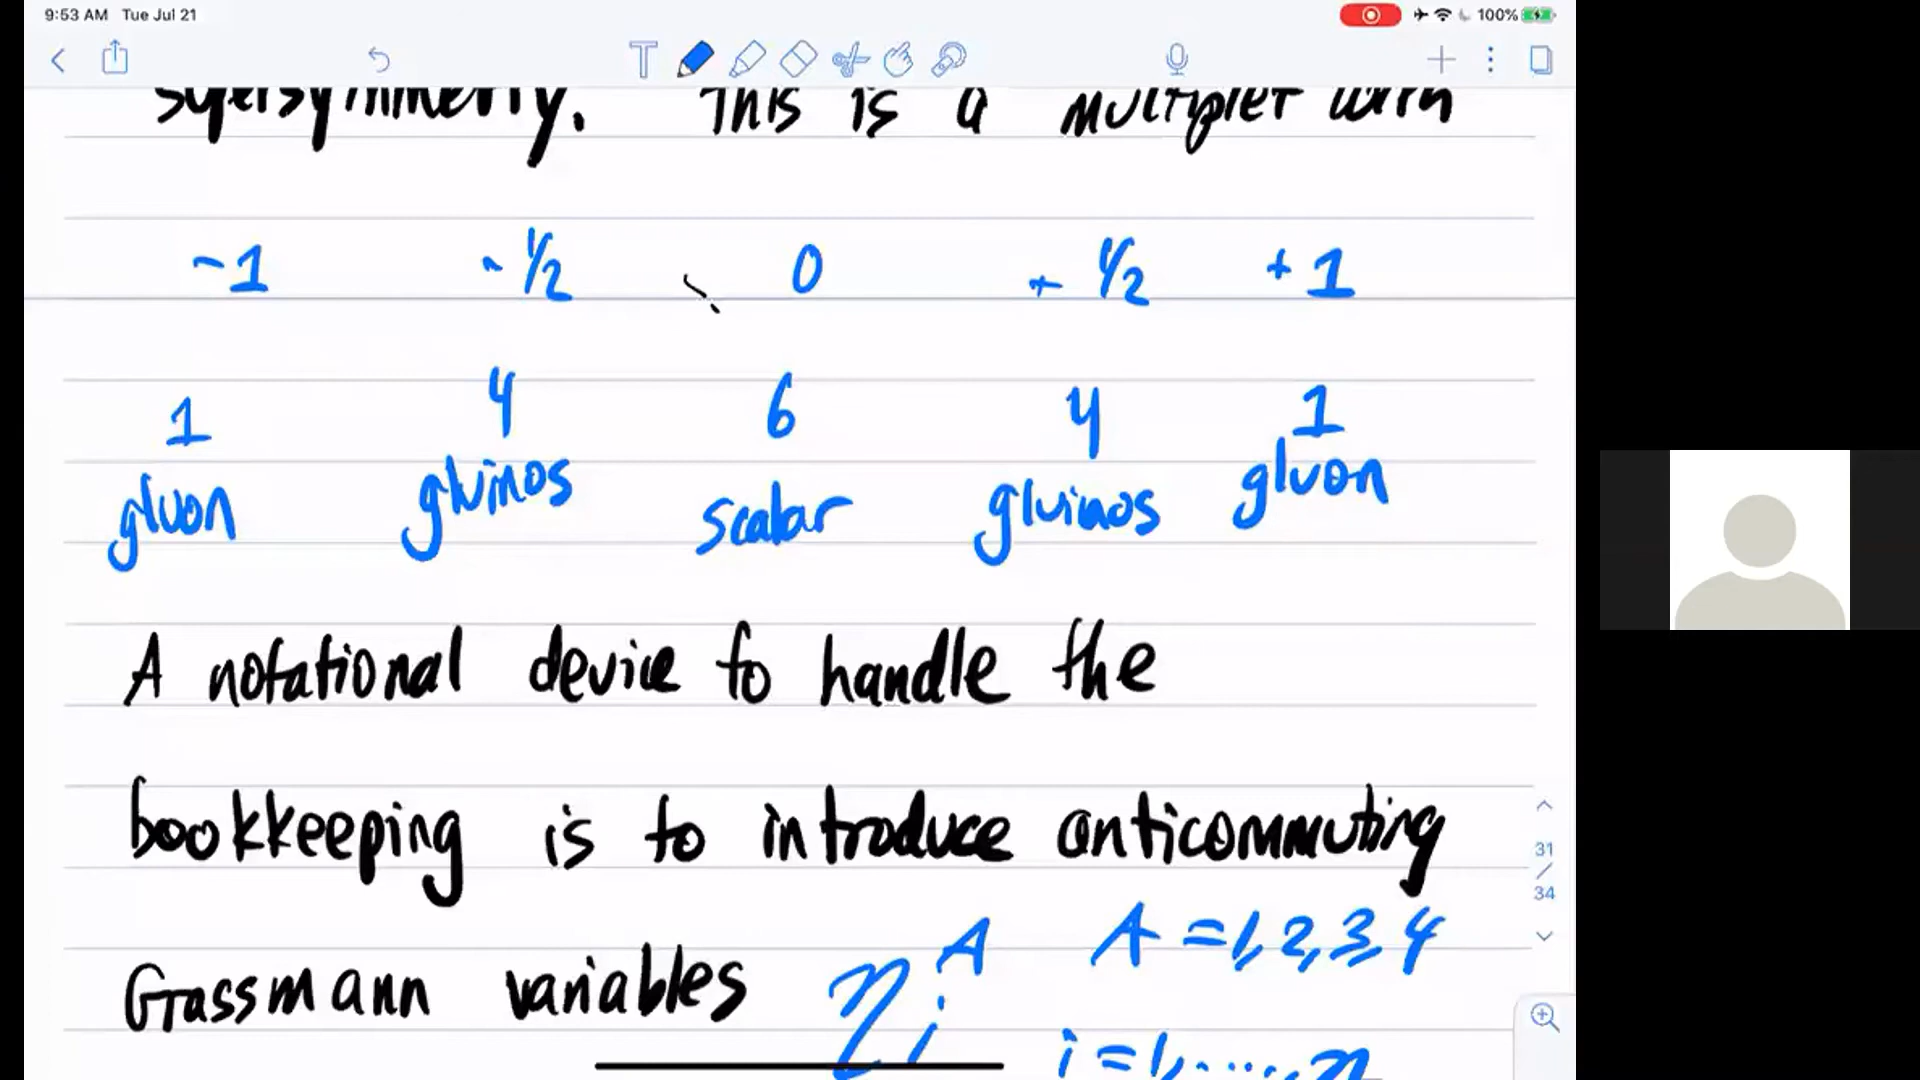 9:53 AM Tue Jul 21
100%
supersymmetry. This is a multiplet with
-1 - 1/2 0 + 1/2 +1
1 4 6 4 1
gluon gluinos scalar gluinos gluon
A notational device to handle the
bookkeeping is to introduce anticommuting
Grassmann variables η_i^A A = 1, 2, 3, 4
i = 1, ..., n
31
/
34